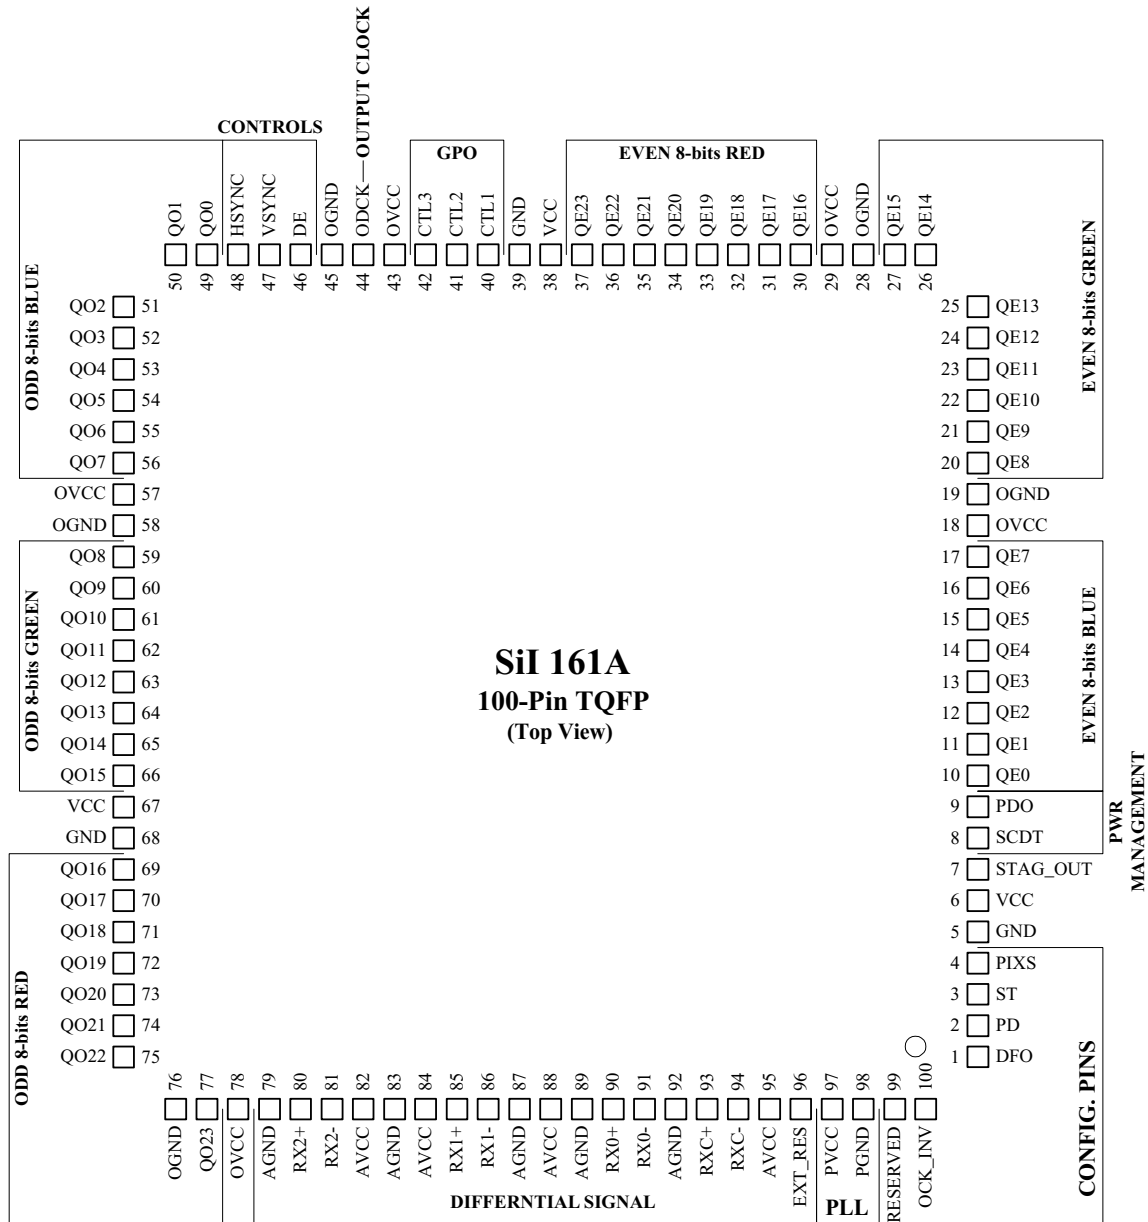 CONTROLS
ODCK—OUTPUT CLOCK
GPO
EVEN 8-bits RED
QO1
QO0
HSYNC
VSYNC
DE
OGND
OVCC
CTL3
CTL2
CTL1
GND
VCC
QE23
QE22
QE21
QE20
QE19
QE18
QE17
QE16
OVCC
OGND
QE15
QE14
50
49
48
47
46
45
44
43
42
41
40
39
38
37
36
35
34
33
32
31
30
29
28
27
26
ODD 8-bits BLUE
QO2 51
QO3 52
QO4 53
QO5 54
QO6 55
QO7 56
OVCC 57
OGND 58
ODD 8-bits GREEN
QO8 59
QO9 60
QO10 61
QO11 62
QO12 63
QO13 64
QO14 65
QO15 66
VCC 67
GND 68
ODD 8-bits RED
QO16 69
QO17 70
QO18 71
QO19 72
QO20 73
QO21 74
QO22 75
SiI 161A
100-Pin TQFP
(Top View)
EVEN 8-bits GREEN
25 QE13
24 QE12
23 QE11
22 QE10
21 QE9
20 QE8
19 OGND
18 OVCC
EVEN 8-bits BLUE
17 QE7
16 QE6
15 QE5
14 QE4
13 QE3
12 QE2
11 QE1
10 QE0
PWR
MANAGEMENT
9 PDO
8 SCDT
7 STAG_OUT
6 VCC
5 GND
CONFIG. PINS
4 PIXS
3 ST
2 PD
1 DFO
76
77
78
79
80
81
82
83
84
85
86
87
88
89
90
91
92
93
94
95
96
97
98
99
100
OGND
QO23
OVCC
AGND
RX2+
RX2-
AVCC
AGND
AVCC
RX1+
RX1-
AGND
AVCC
AGND
RX0+
RX0-
AGND
RXC+
RXC-
AVCC
EXT_RES
PVCC
PGND
RESERVED
OCK_INV
DIFFERNTIAL SIGNAL
PLL